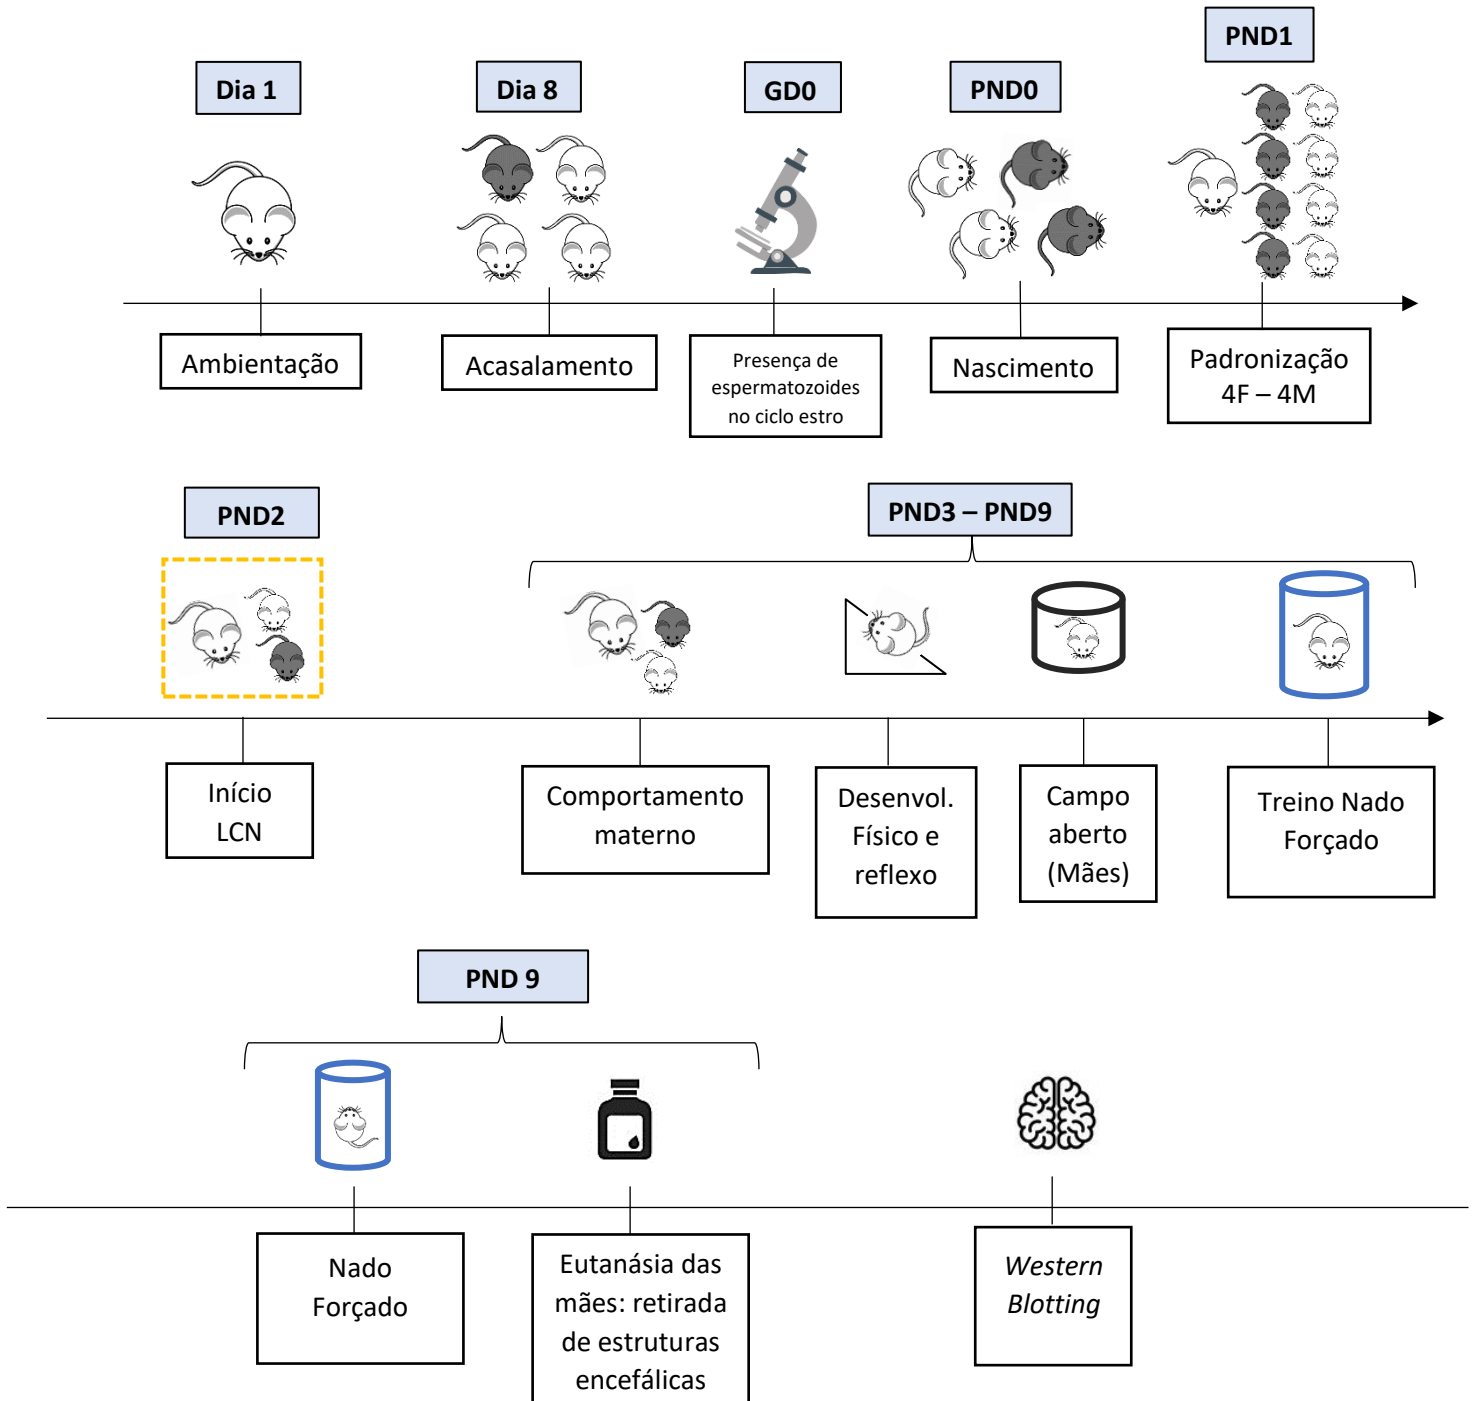 Dia 1
Dia 8
GD0
PND0
PND1
Ambientação
Acasalamento
Presença de
espermatozoides
no ciclo estro
Nascimento
Padronização
4F – 4M
PND2
PND3 – PND9
Início
LCN
Comportamento
materno
Desenvol.
Físico e
reflexo
Campo
aberto
(Mães)
Treino Nado
Forçado
PND 9
Nado
Forçado
Eutanásia das
mães: retirada
de estruturas
encefálicas
Western
Blotting